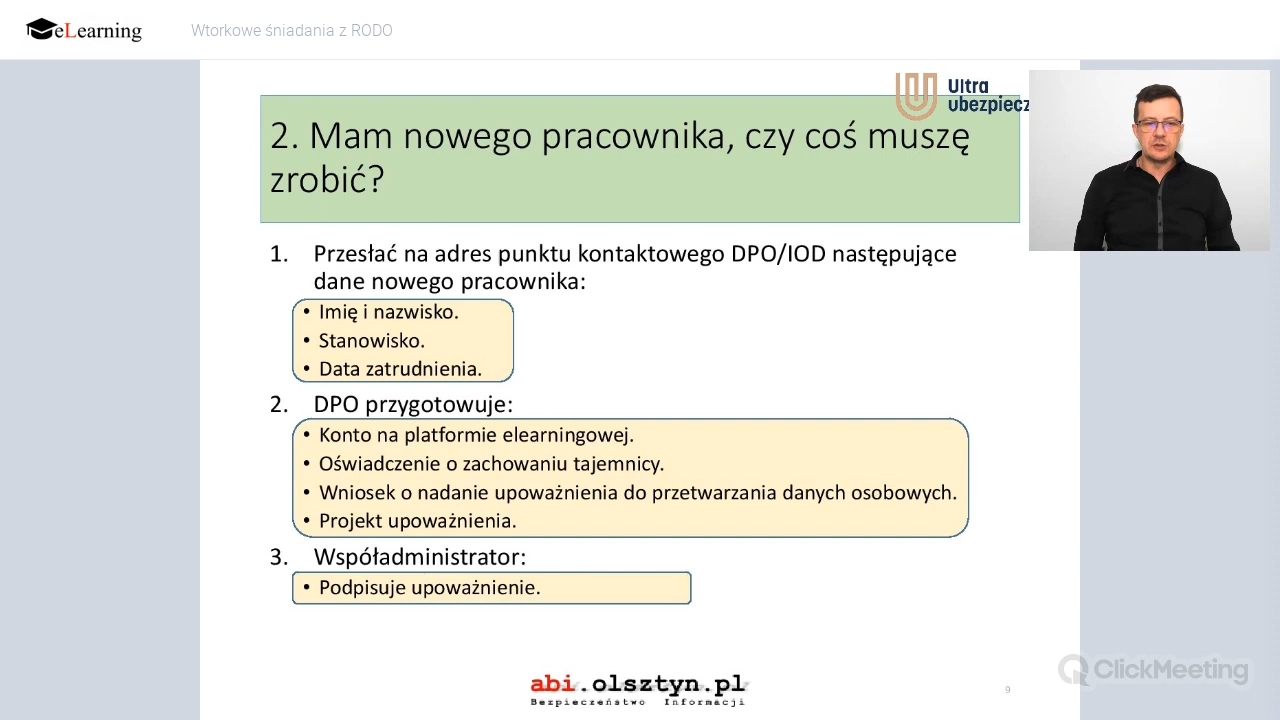 eLearning
Wtorkowe śniadania z RODO
Ultra
ubezpiecz
2. Mam nowego pracownika, czy coś muszę
zrobić?
1. Przesłać na adres punktu kontaktowego DPO/IOD następujące
dane nowego pracownika:
• Imię i nazwisko.
• Stanowisko.
• Data zatrudnienia.
2. DPO przygotowuje:
• Konto na platformie elearningowej.
• Oświadczenie o zachowaniu tajemnicy.
• Wniosek o nadanie upoważnienia do przetwarzania danych osobowych.
• Projekt upoważnienia.
3. Współadministrator:
• Podpisuje upoważnienie.
abi.olsztyn.pl
Bezpieczeństwo Informacji
9
ClickMeeting